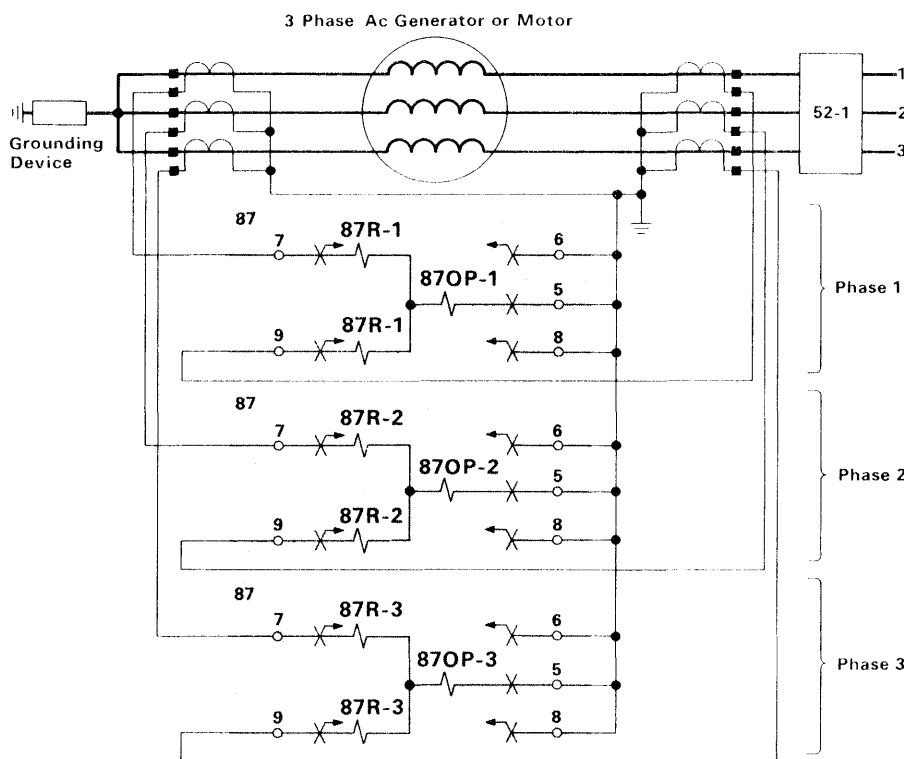 3 Phase Ac Generator or Motor
1
52-1
2
Grounding
Device
3
87
7
87R-1
6
87OP-1
5
Phase 1
9
87R-1
8
87
7
87R-2
6
87OP-2
5
Phase 2
9
87R-2
8
87
7
87R-3
6
87OP-3
5
Phase 3
9
87R-3
8